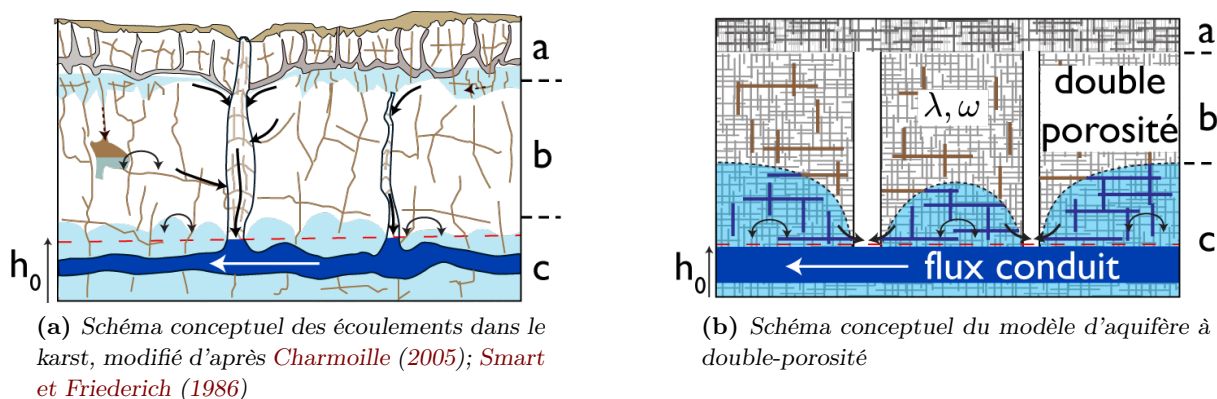 a
b
c
h₀
a
b
c
h₀
λ, ω
double
porosité
flux conduit
(a) Schéma conceptuel des écoulements dans le
karst, modifié d'après Charmoille (2005); Smart
et Friederich (1986)
(b) Schéma conceptuel du modèle d'aquifère à
double-porosité